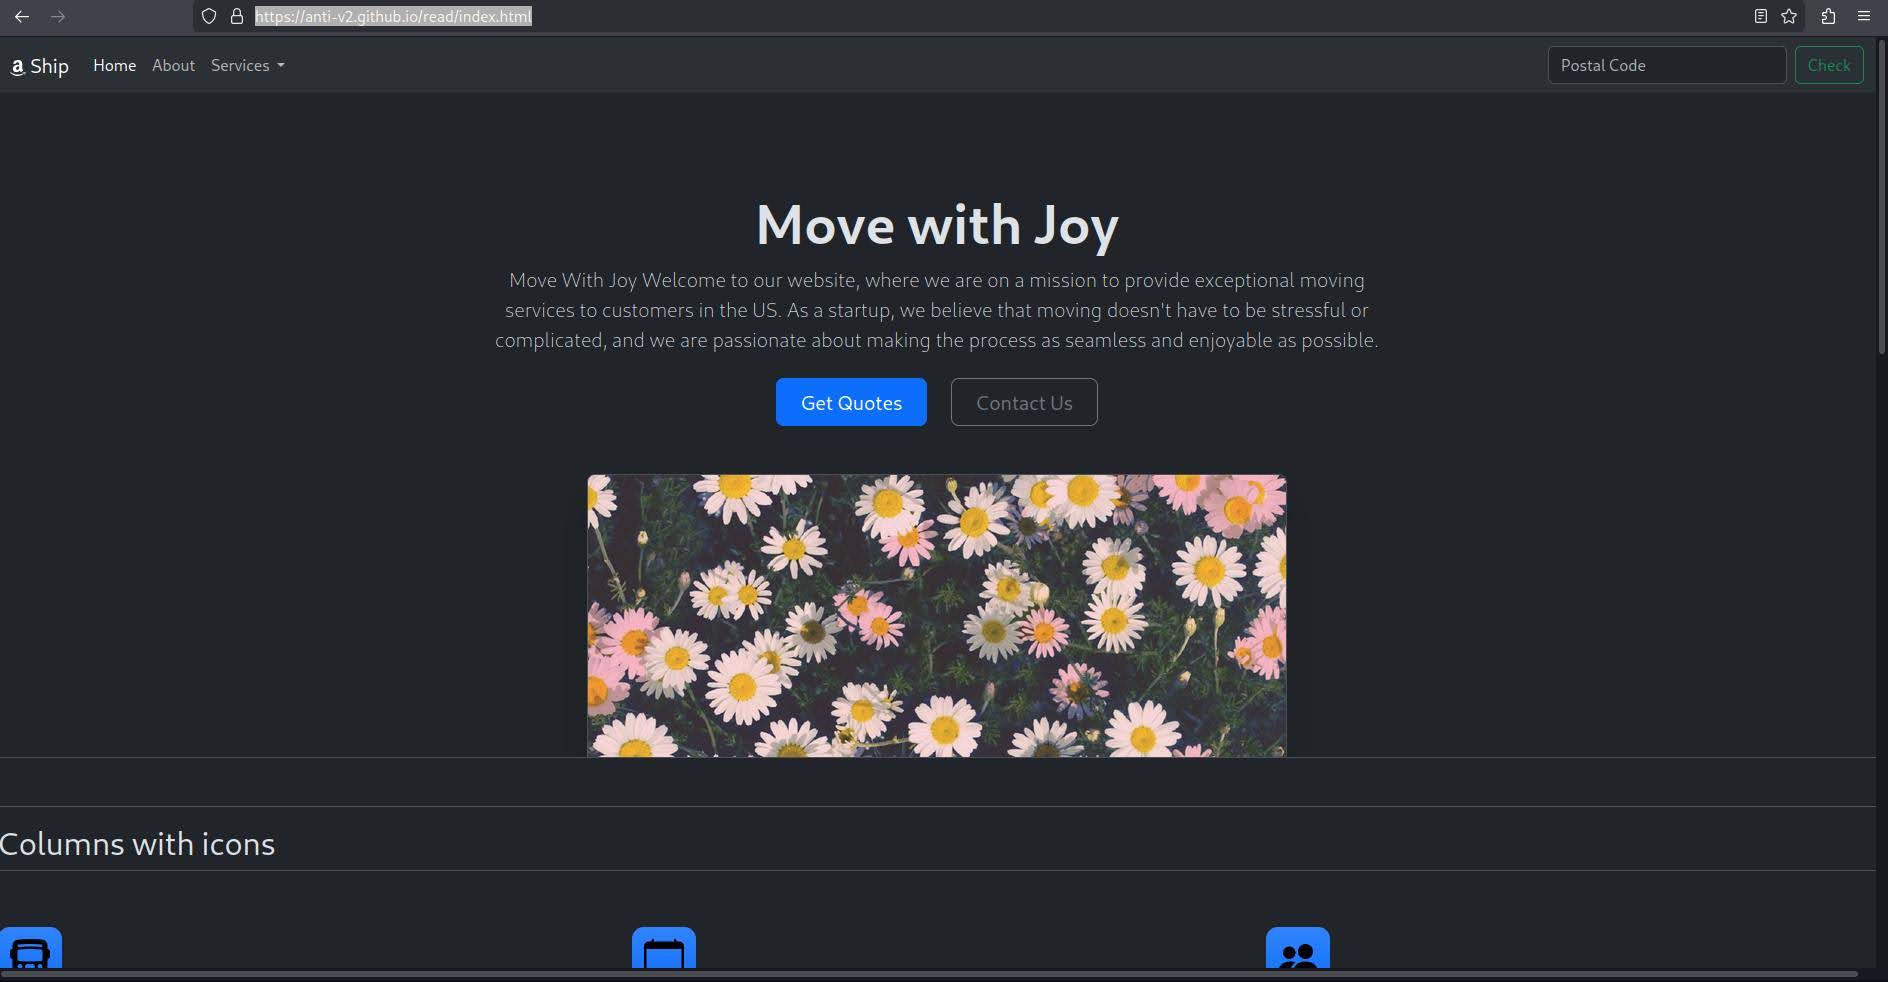 https://anti-v2.github.io/read/index.html
Ship Home About Services Postal Code Check
Move with Joy
Move With Joy Welcome to our website, where we are on a mission to provide exceptional moving
services to customers in the US. As a startup, we believe that moving doesn't have to be stressful or
complicated, and we are passionate about making the process as seamless and enjoyable as possible.
Get Quotes Contact Us
Columns with icons